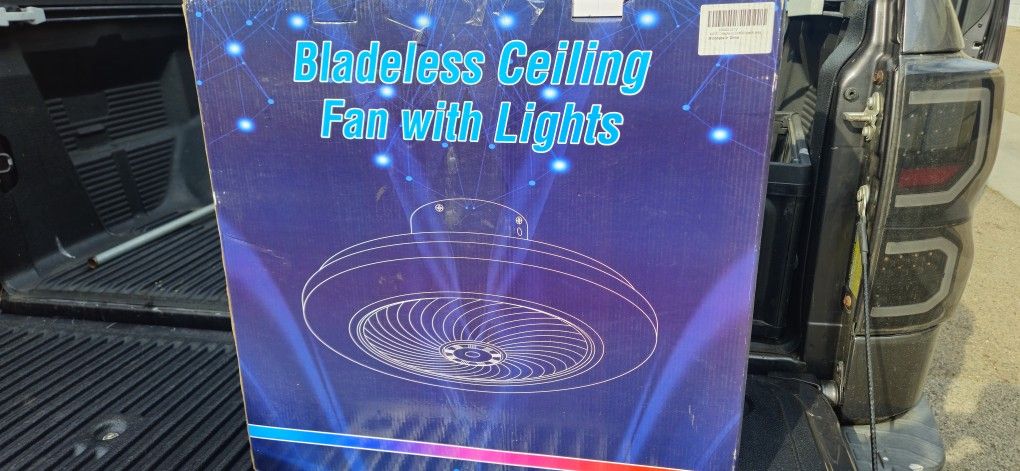 Bladeless Ceiling
Fan with Lights